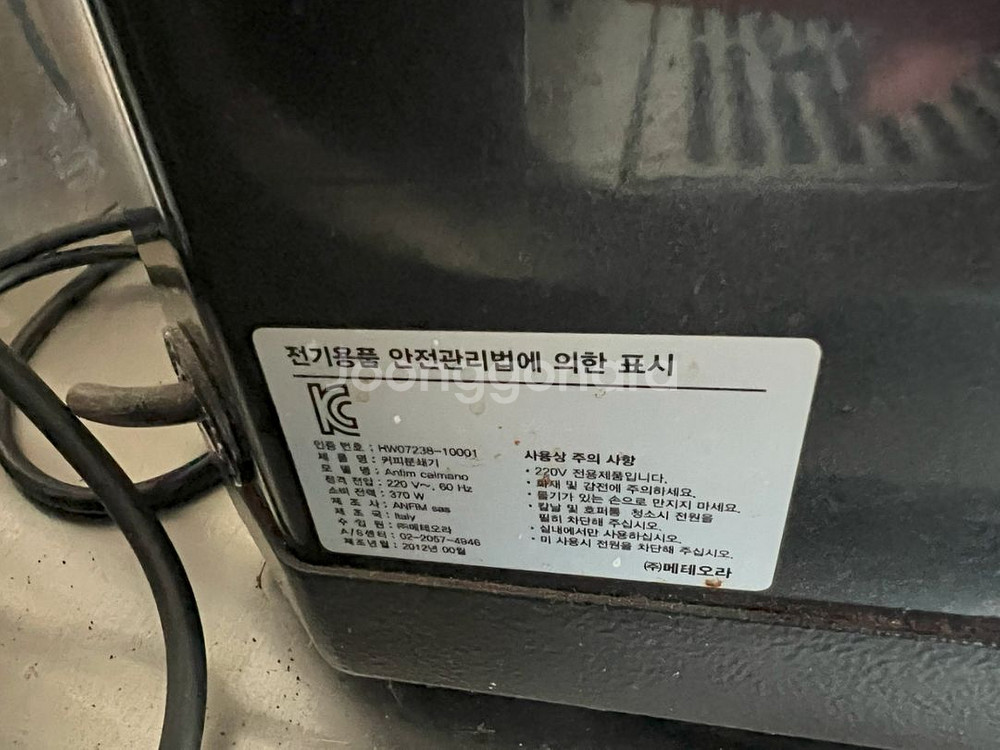 전기용품 안전관리법에 의한 표시
Joonggonara
KC
인증 번호 : HW07238-10001
제 품 명 : 커피분쇄기
모 델 명 : Anfim caimano
정격 전압 : 220 V~, 60 Hz
소비 전력 : 370 W
제 조 사 : ANFIM sas
제 조 국 : Italy
수 입 원 : ㈜메테오라
A/S센터 : 02-2057-4946
제조년월 : 2012년 00월
사용상 주의 사항
· 220V 전용제품입니다.
· 화재 및 감전에 주의하세요.
· 물기가 있는 손으로 만지지 마세요.
· 칼날 및 호퍼통 청소시 전원을
필히 차단해 주십시오.
· 실내에서만 사용하십시오.
· 미 사용시 전원을 차단해 주십시오.
㈜메테오라